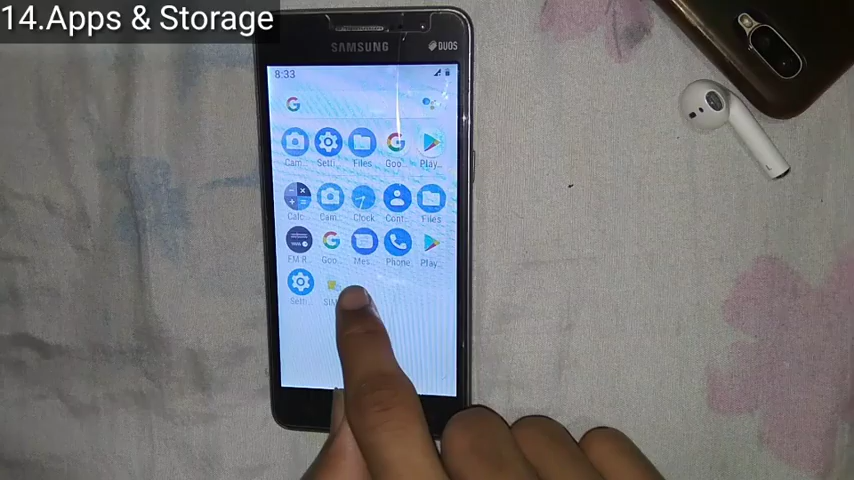 14.Apps & Storage
SAMSUNG DUOS
8:33
G
Cam... Setti... Files Goo... Play...
Calc... Cam... Clock Cont... Files
FM R... Goo... Mes... Phone Play...
Setti... SIM